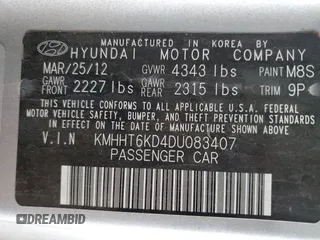 MANUFACTURED IN KOREA BY
HYUNDAI MOTOR COMPANY
MAR/25/12 GVWR 4343 lbs PAINT M8S
GAWR FRONT 2227 lbs GAWR REAR 2315 lbs TRIM 9P
THIS VEHICLE CONFORMS TO ALL APPLICABLE U.S. FEDERAL MOTOR VEHICLE SAFETY, BUMPER, AND THEFT PREVENTION STANDARDS IN EFFECT ON THE DATE OF MANUFACTURE SHOWN ABOVE.
V.I.N KMHHT6KD4DU083407
PASSENGER CAR
DREAMBID